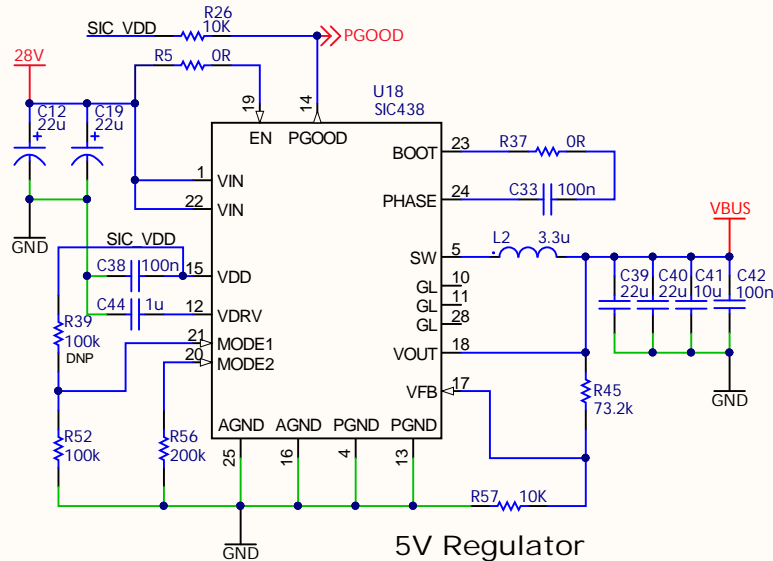 SIC_VDD
R26
10K
PGOOD
28V
R5
0R
C12
22u
+
C19
22u
+
19
14
U18
SIC438
EN
PGOOD
BOOT
23
R37
0R
1
VIN
PHASE
24
C33
100n
22
VIN
VBUS
GND
SIC_VDD
SW
5
L2
3.3u
C38
100n
15
VDD
GL
10
C39
22u
C40
22u
C41
10u
C42
100n
C44
1u
12
VDRV
GL
11
GL
28
R39
100k
DNP
21
MODE1
20
MODE2
VOUT
18
VFB
17
R45
73.2k
GND
R52
100k
R56
200k
AGND
AGND
PGND
PGND
25
16
4
13
R57
10K
GND
5V Regulator